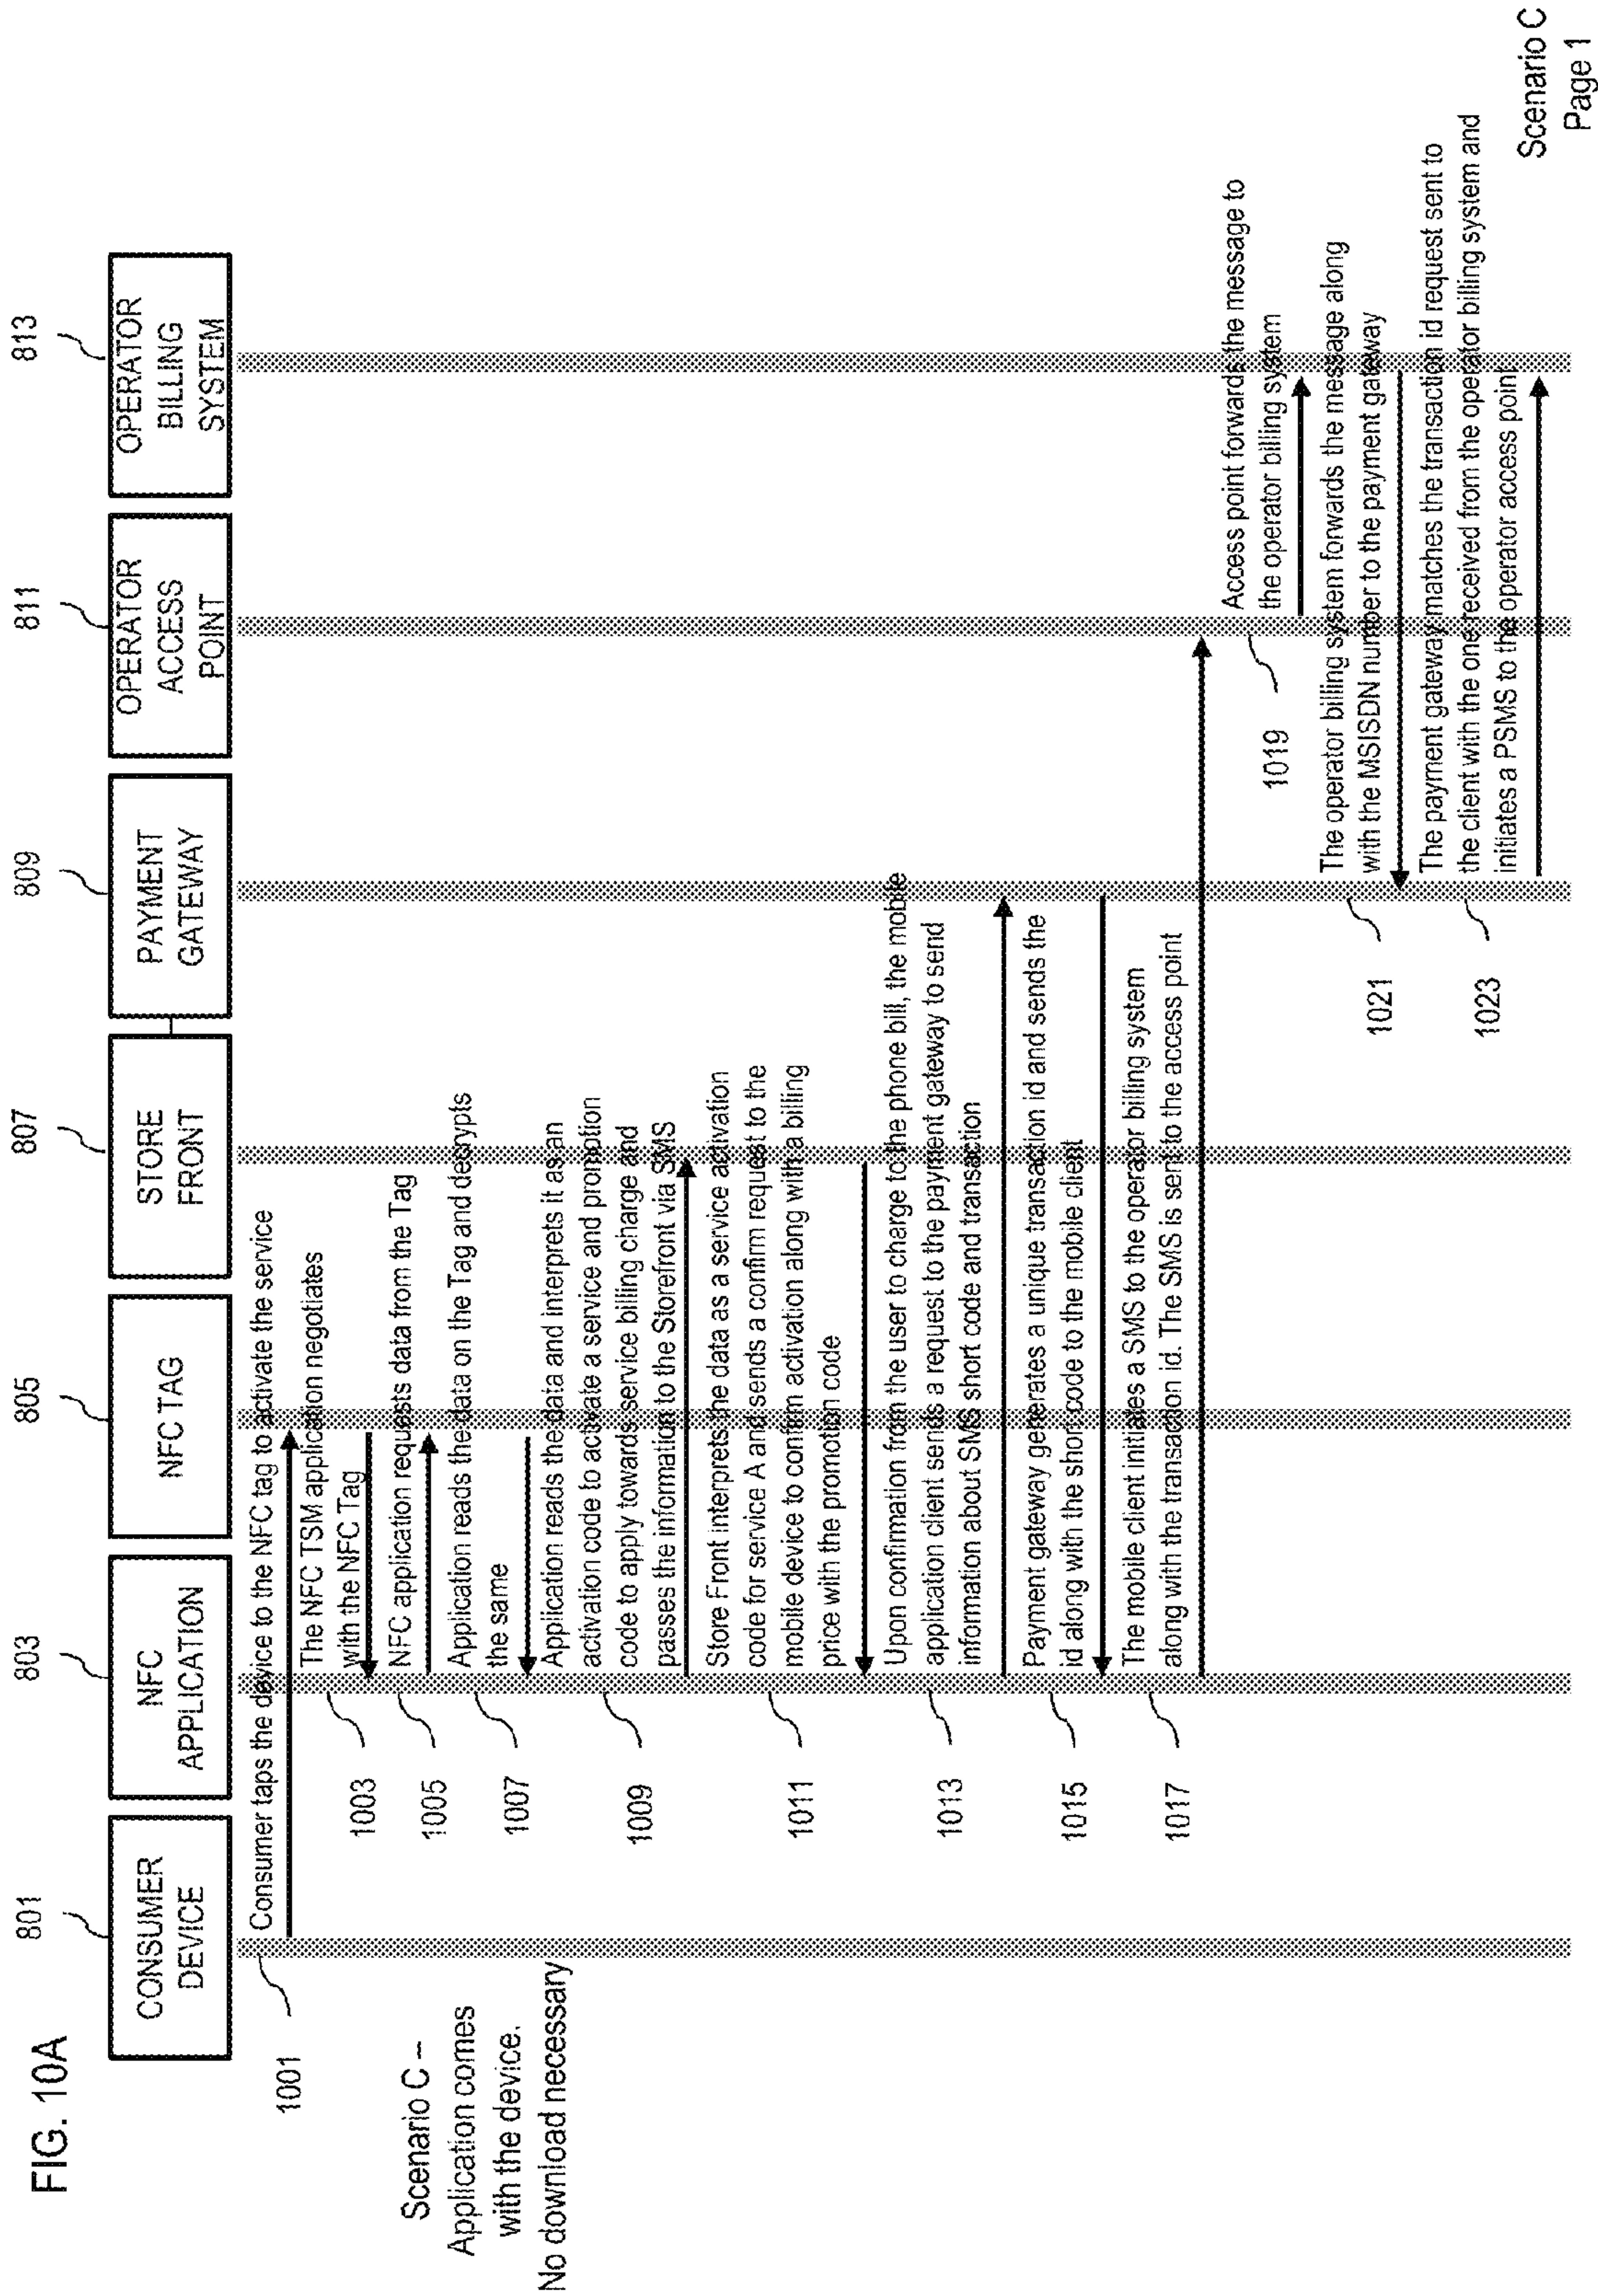 FIG. 10A
801
803
805
807
809
811
813
CONSUMER
DEVICE
NFC
APPLICATION
NFC TAG
STORE
FRONT
PAYMENT
GATEWAY
OPERATOR
ACCESS
POINT
OPERATOR
BILLING
SYSTEM
Scenario C –
Application comes
with the device.
No download necessary
1001
Consumer taps the device to the NFC tag to activate the service
1003
The NFC TSM application negotiates
with the NFC Tag
1005
NFC application requests data from the Tag
1007
Application reads the data on the Tag and decrypts
the same
1009
Application reads the data and interprets it as an
activation code to activate a service and promotion
code to apply towards service billing charge and
passes the information to the Storefront via SMS
1011
Store Front interprets the data as a service activation
code for service A and sends a confirm request to the
mobile device to confirm activation along with a billing
price with the promotion code
1013
Upon confirmation from the user to charge to the phone bill, the mobile
application client sends a request to the payment gateway to send
information about SMS short code and transaction
1015
Payment gateway generates a unique transaction id and sends the
id along with the short code to the mobile client
1017
The mobile client initiates a SMS to the operator billing system
along with the transaction id. The SMS is sent to the access point
1019
Access point forwards the message to
the operator billing system
1021
The operator billing system forwards the message along
with the MSISDN number to the payment gateway
1023
The payment gateway matches the transaction id request sent to
the client with the one received from the operator billing system and
initiates a PSMS to the operator access point
Scenario C
Page 1